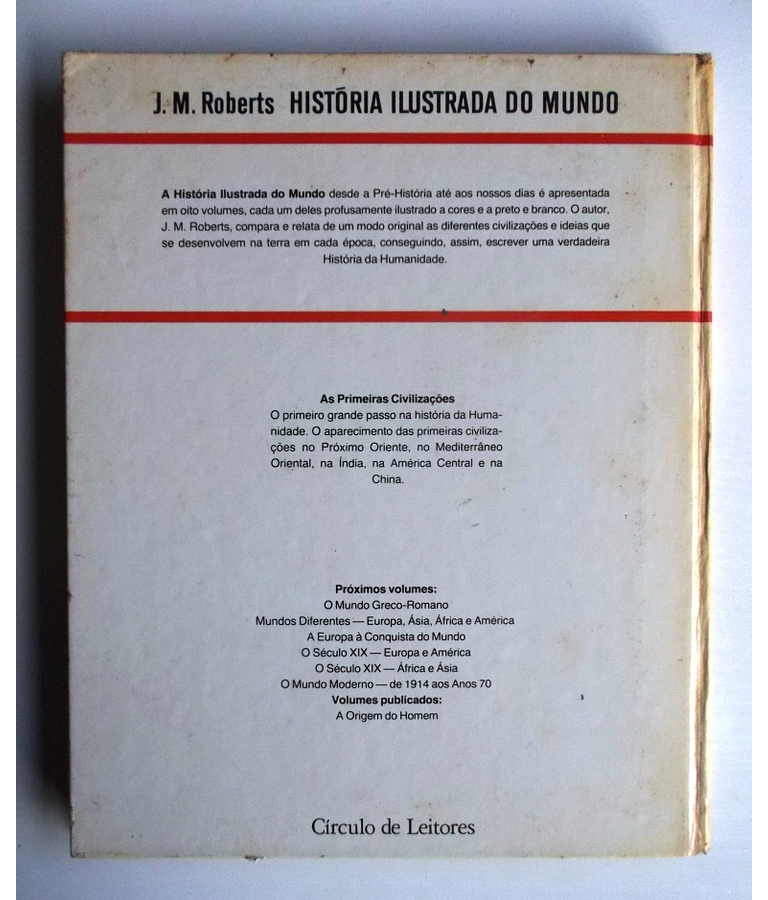 J. M. Roberts HISTÓRIA ILUSTRADA DO MUNDO
A História Ilustrada do Mundo desde a Pré-História até aos nossos dias é apresentada
em oito volumes, cada um deles profusamente ilustrado a cores e a preto e branco. O autor,
J. M. Roberts, compara e relata de um modo original as diferentes civilizações e ideias que
se desenvolvem na terra em cada época, conseguindo, assim, escrever uma verdadeira
História da Humanidade.
As Primeiras Civilizações
O primeiro grande passo na história da Huma-
nidade. O aparecimento das primeiras civiliza-
ções no Próximo Oriente, no Mediterrâneo
Oriental, na Índia, na América Central e na
China.
Próximos volumes:
O Mundo Greco-Romano
Mundos Diferentes — Europa, Ásia, África e América
A Europa à Conquista do Mundo
O Século XIX — Europa e América
O Século XIX — África e Ásia
O Mundo Moderno — de 1914 aos Anos 70
Volumes publicados:
A Origem do Homem
Círculo de Leitores